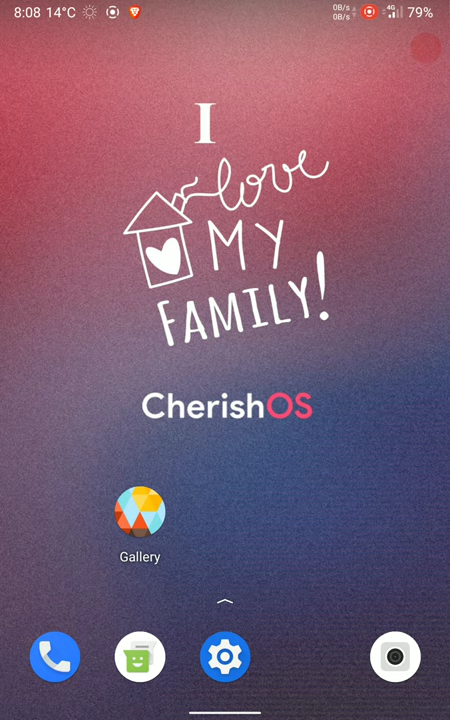 8:08 14°C 0B/s 0B/s 4G 79%
I
love
MY
FAMILY!
CherishOS
Gallery